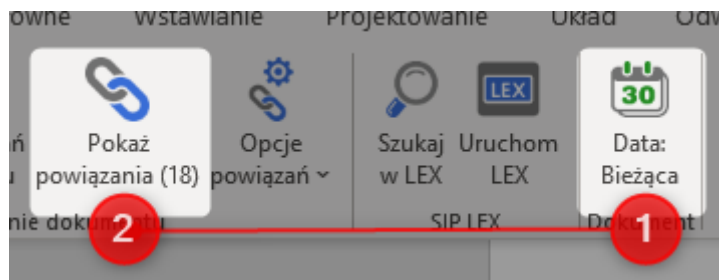 Wstawianie Projektowanie Układ
Pokaż
powiązania (18)
Opcje
powiązań
Szukaj
w LEX
LEX
Uruchom
LEX
30
Data:
Bieżąca
SIP LEX
2
1